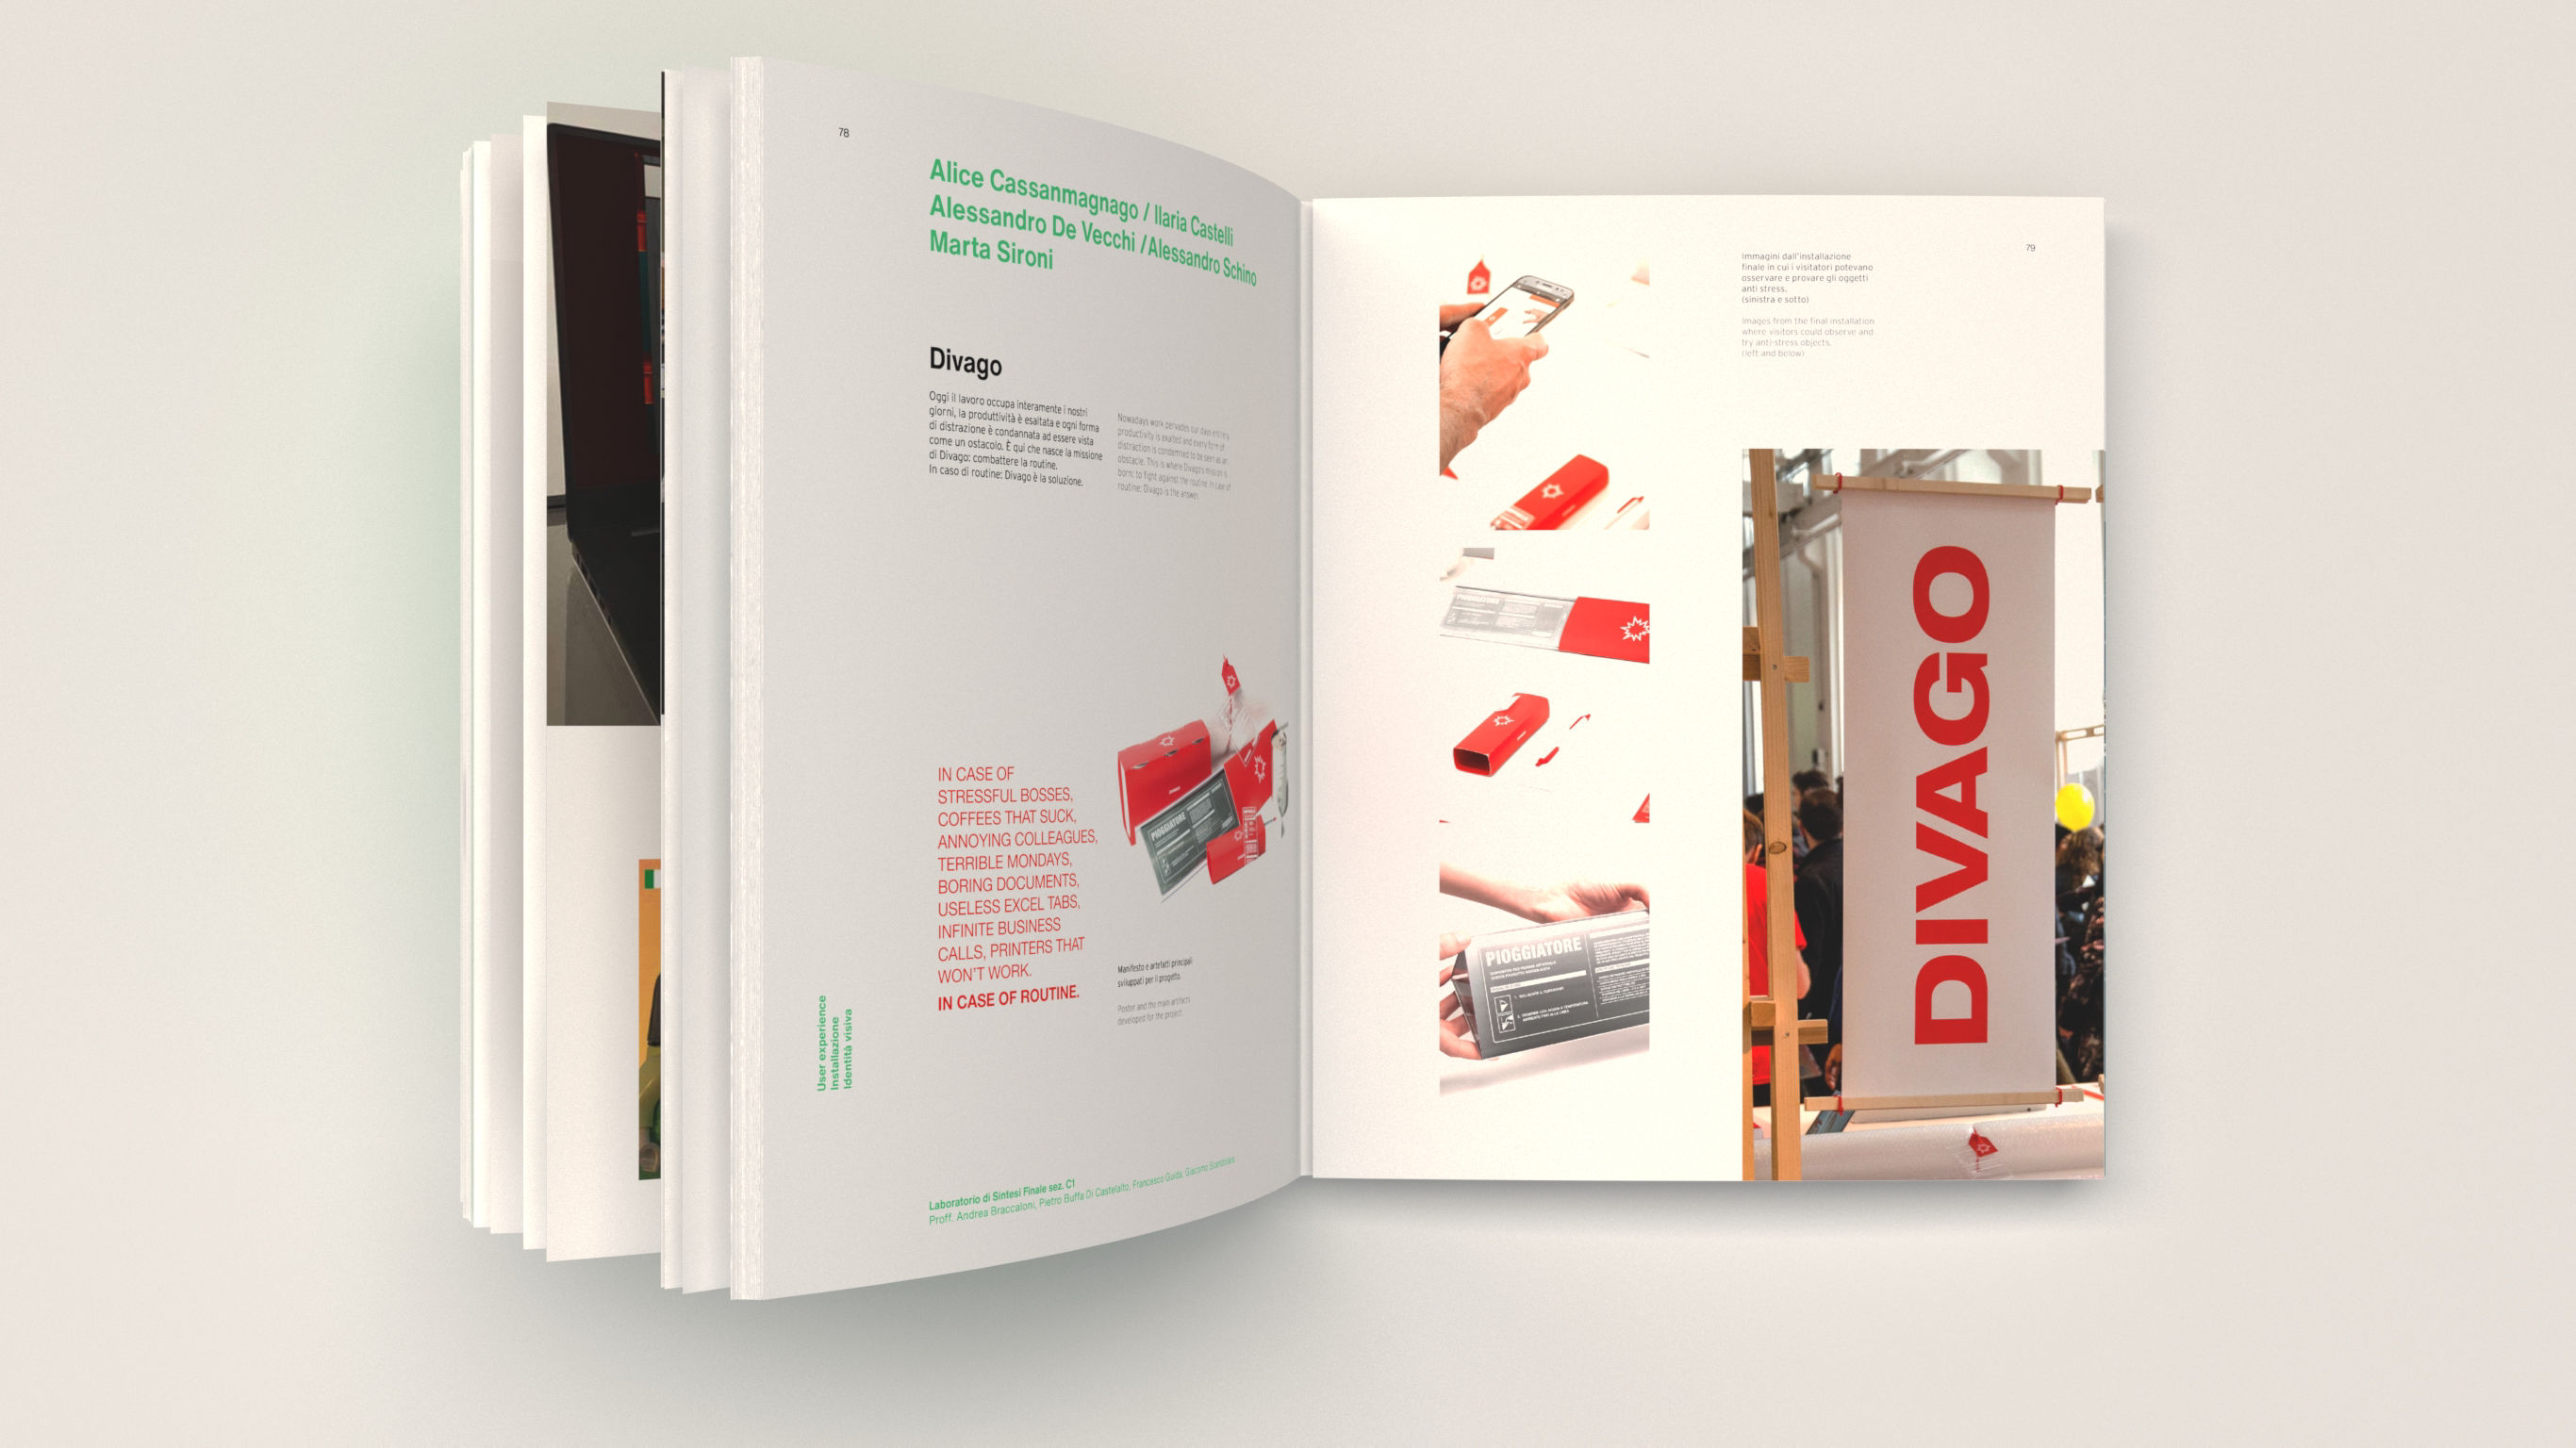 78
Alice Cassanmagnago / Ilaria Castelli
Alessandro De Vecchi /Alessandro Schino
Marta Sironi
Divago
Oggi il lavoro occupa interamente i nostri
giorni, la produttività è esaltata e ogni forma
di distrazione è condannata ad essere vista
come un ostacolo. È qui che nasce la missione
di Divago: combattere la routine.
In caso di routine: Divago è la soluzione.
Nowadays work pervades our days entirely,
productivity is exalted and every form of
distraction is condemned to be seen as an
obstacle. This is where Divago's mission is
born: to fight against the routine. In case of
routine: Divago is the answer.
IN CASE OF
STRESSFUL BOSSES,
COFFEES THAT SUCK,
ANNOYING COLLEAGUES,
TERRIBLE MONDAYS,
BORING DOCUMENTS,
USELESS EXCEL TABS,
INFINITE BUSINESS
CALLS, PRINTERS THAT
WON'T WORK.
IN CASE OF ROUTINE.
PIOGGIATORE
Manifesto e artefatti principali
sviluppati per il progetto.
Poster and the main artifacts
developed for the project.
User experience
Installazione
Identità visiva
Laboratorio di Sintesi Finale sez. C1
Proff. Andrea Braccaloni, Pietro Buffa Di Castelalto, Francesco Guida, Giacomo
79
Immagini dall'installazione
finale in cui i visitatori potevano
osservare e provare gli oggetti
anti stress.
(sinistra e sotto)
Images from the final installation
where visitors could observe and
try anti-stress objects.
(left and below)
PIOGGIATORE
PIOGGIATORE
DIVAGO